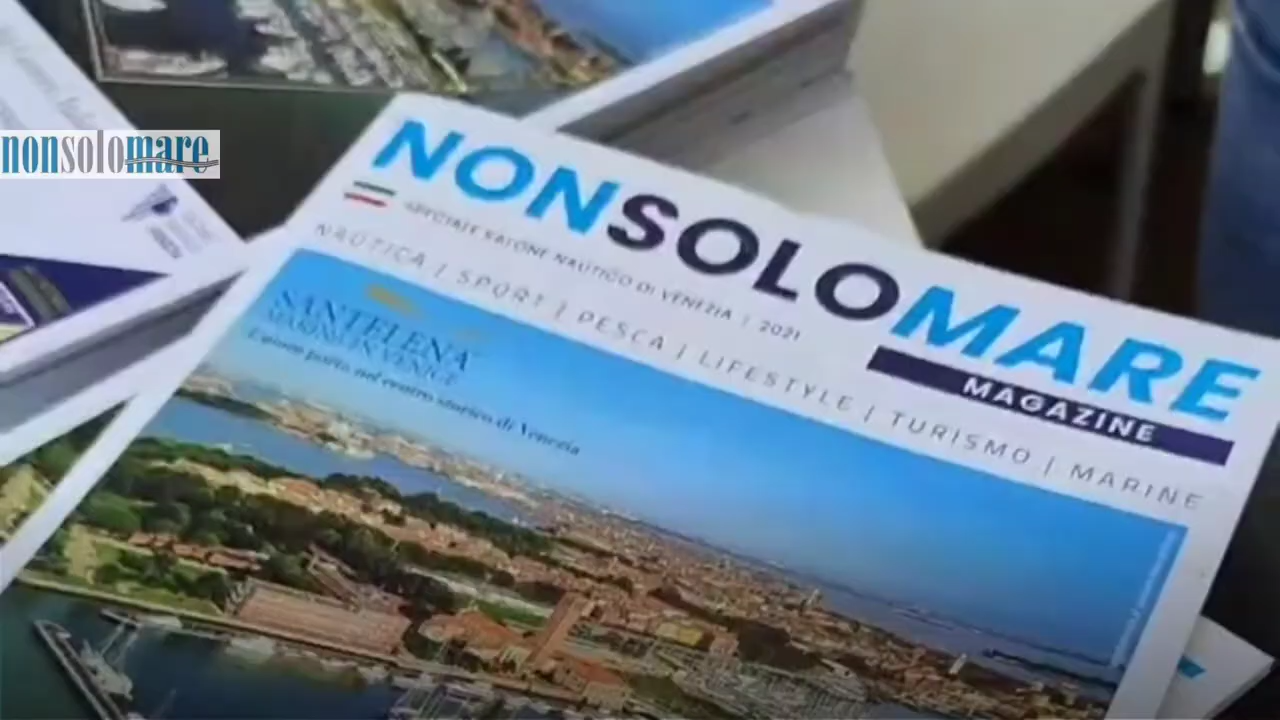 nonsolomare
NONSOLOMARE
MAGAZINE
SPECIALE SALONE NAUTICO DI VENEZIA | 2021
NAUTICA | SPORT | PESCA | LIFESTYLE | TURISMO | MARINE
SANTELENA
MARINA IN VENICE
L'unico porto nel centro storico di Venezia